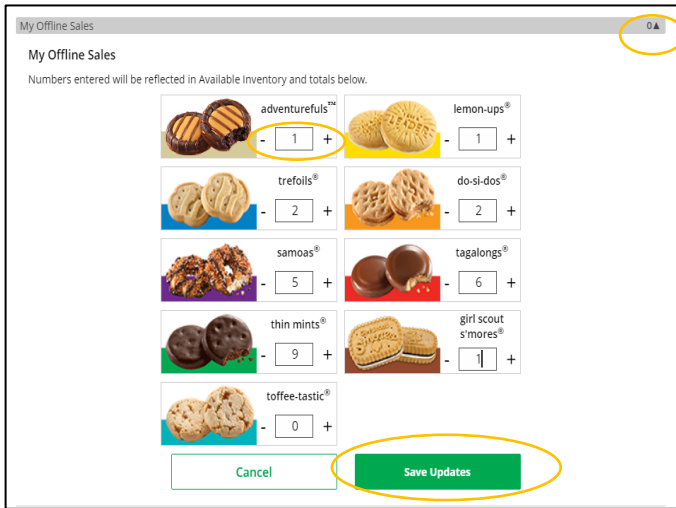 My Offline Sales 0▲
My Offline Sales
Numbers entered will be reflected in Available Inventory and totals below.
adventurefuls™
- 1 +
lemon-ups®
- 1 +
trefoils®
- 2 +
do-si-dos®
- 2 +
samoas®
- 5 +
tagalongs®
- 6 +
thin mints®
- 9 +
girl scout
s'mores®
- 1 +
toffee-tastic®
- 0 +
Cancel
Save Updates